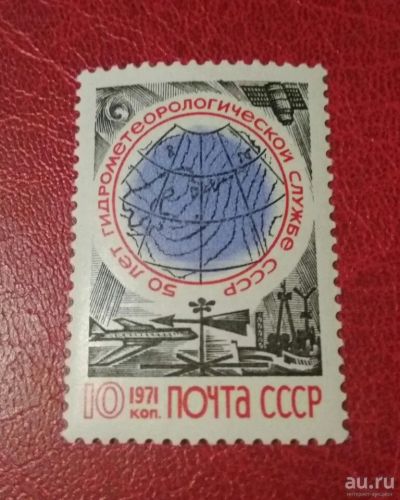 50 ЛЕТ ГИДРОМЕТЕОРОЛОГИЧЕСКОЙ СЛУЖБЕ СССР
10 1971 КОП. ПОЧТА СССР
au.ru